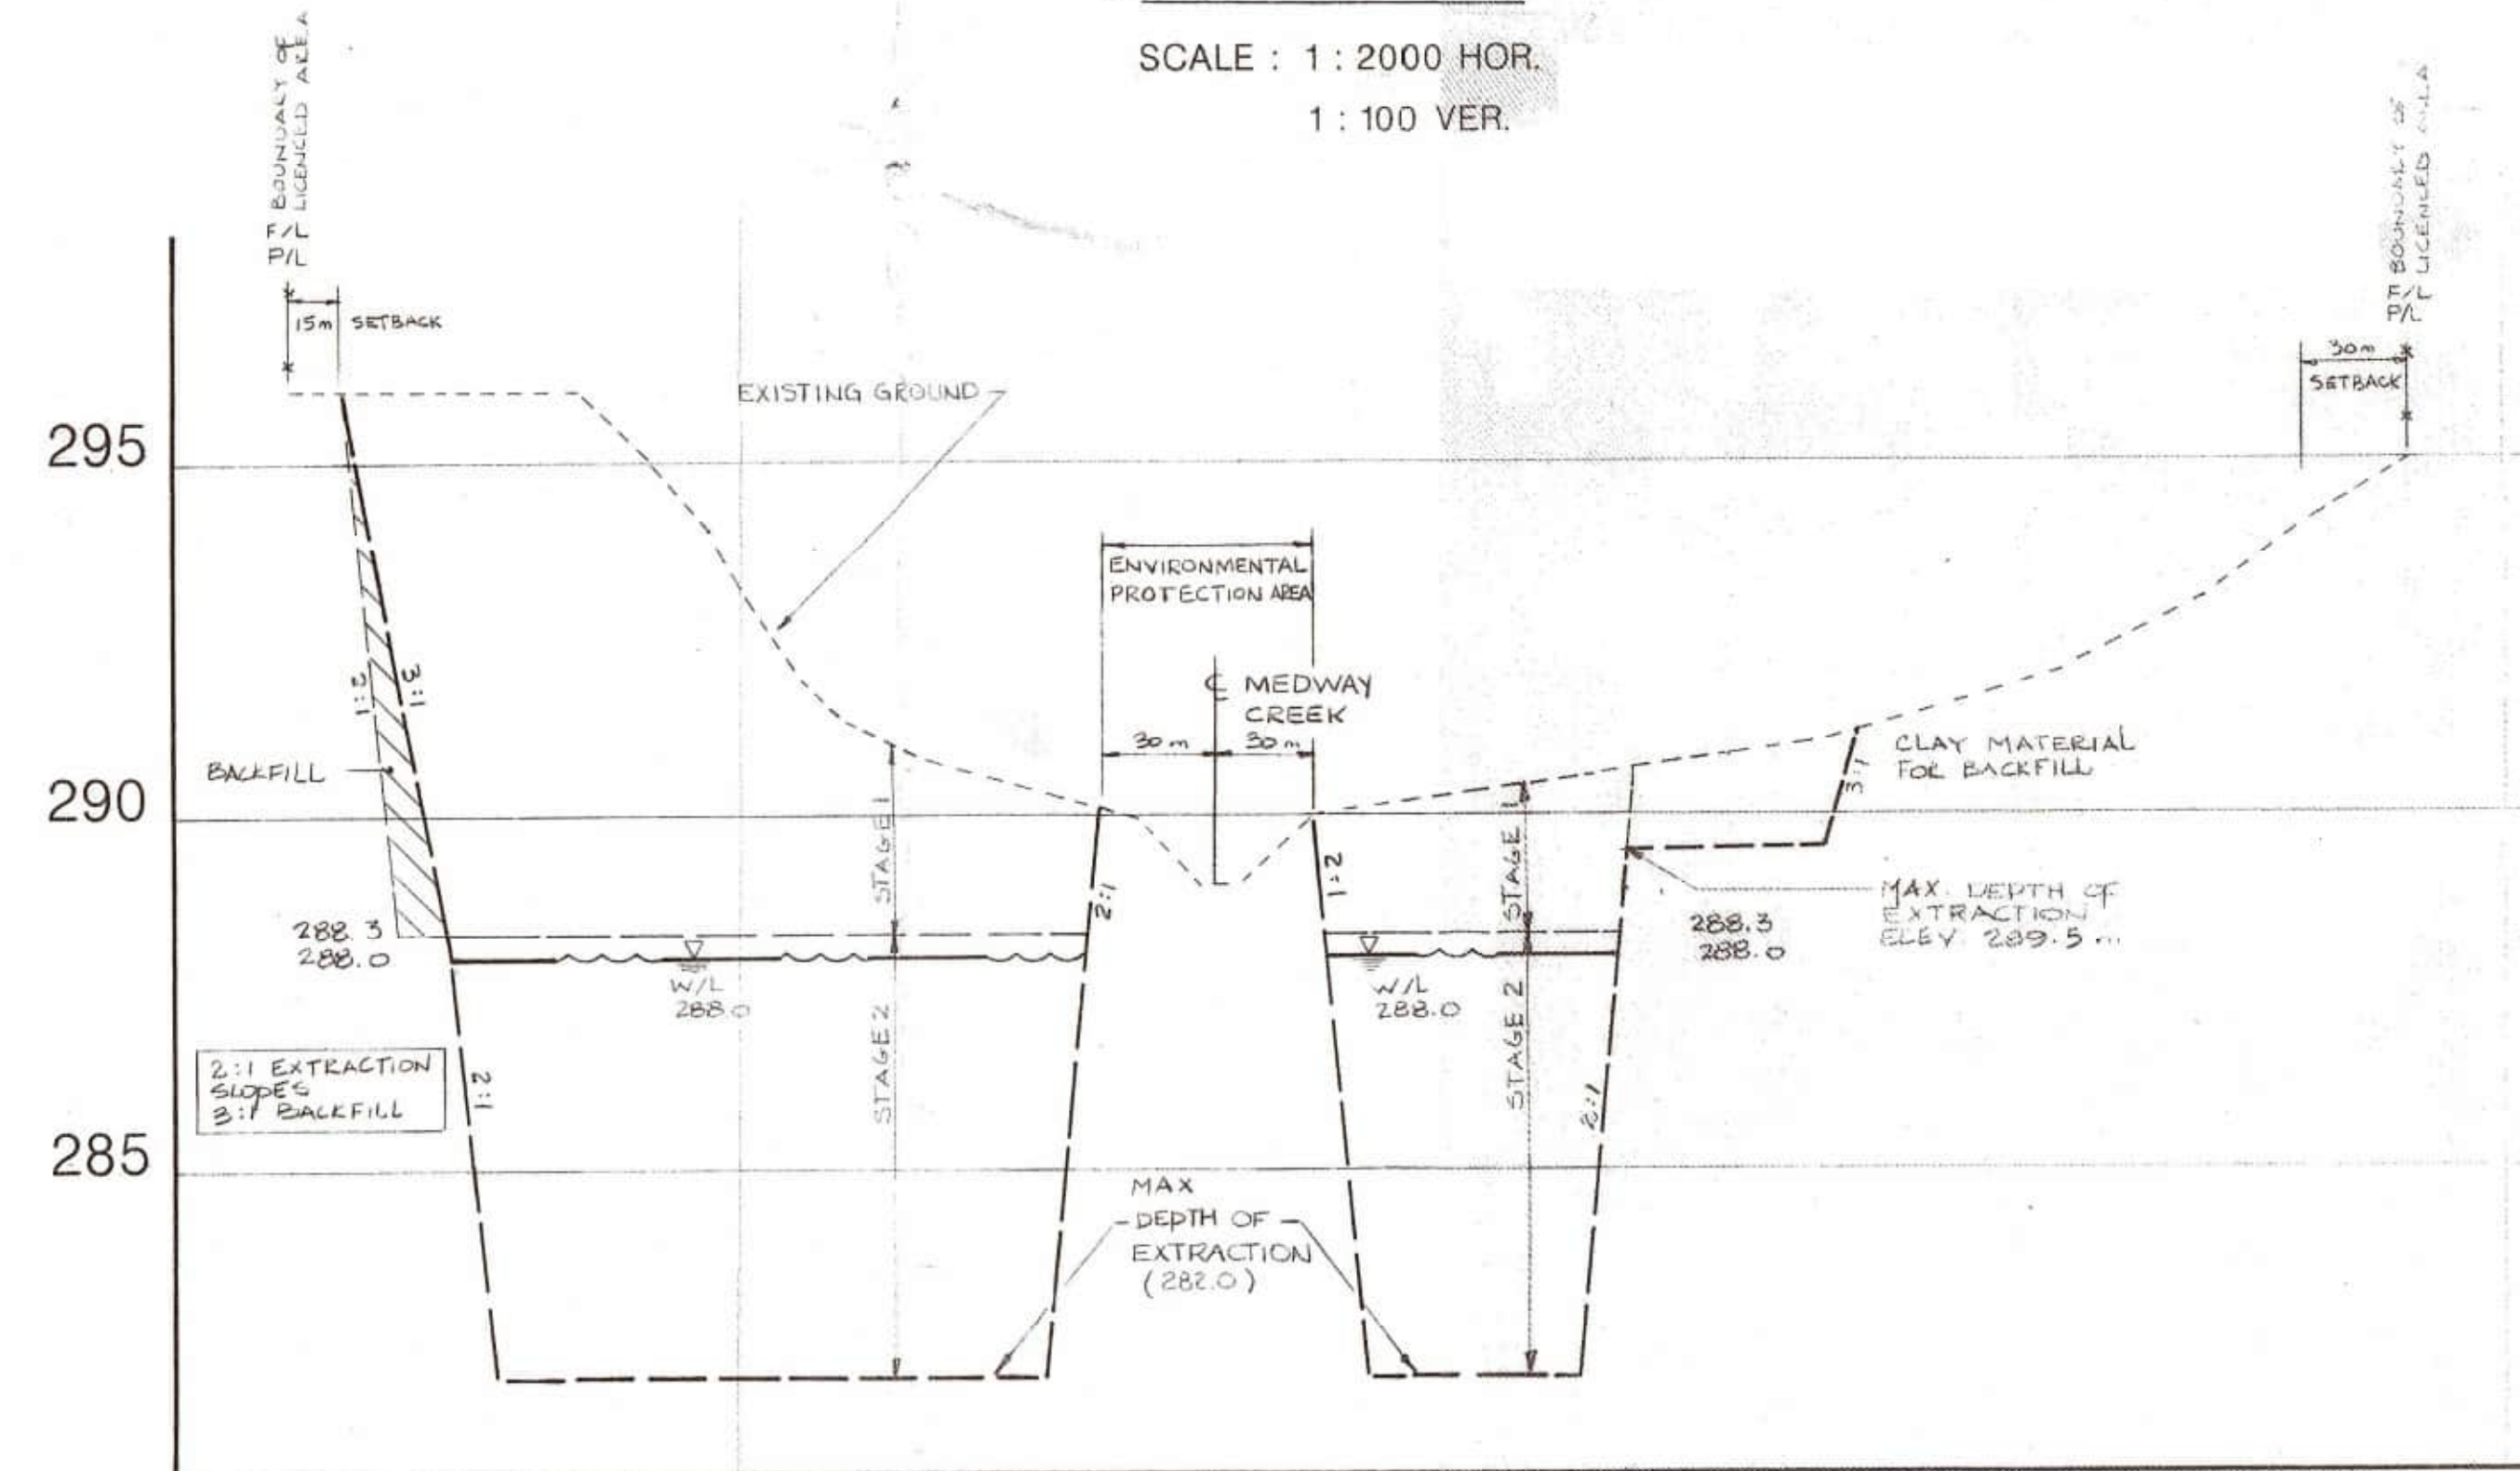 SCALE : 1 : 2000 HOR.
1 : 100 VER.
BOUNDARY OF
LICENCED AREA
F/L
P/L
15m SETBACK
BOUNDARY OF
LICENCED AREA
F/L
P/L
30m
SETBACK
EXISTING GROUND
295
ENVIRONMENTAL
PROTECTION AREA
℄ MEDWAY
CREEK
30m 30m
2:1
3:1
BACKFILL
CLAY MATERIAL
FOR BACKFILL
3:1
290
STAGE 1
2:1
1:2
STAGE 1
MAX. DEPTH OF
EXTRACTION
ELEV 289.5 m
288.3
288.0
288.3
288.0
W/L
288.0
W/L
288.0
2:1 EXTRACTION
SLOPES
3:1 BACKFILL
2:1
STAGE 2
STAGE 2
2:1
285
MAX
DEPTH OF
EXTRACTION
(282.0)